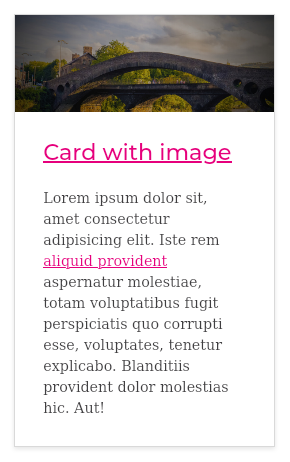 Card with image
Lorem ipsum dolor sit,
amet consectetur
adipisicing elit. Iste rem
aliquid provident
aspernatur molestiae,
totam voluptatibus fugit
perspiciatis quo corrupti
esse, voluptates, tenetur
explicabo. Blanditiis
provident dolor molestias
hic. Aut!